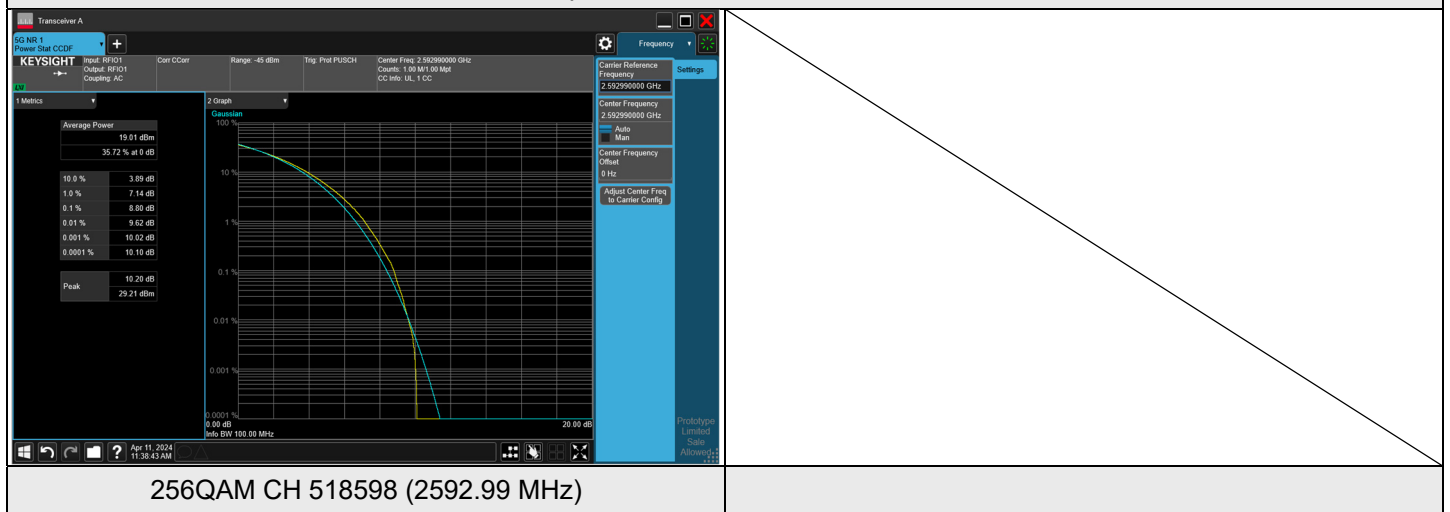 Transceiver A
5G NR 1
Power Stat CCDF
+
Frequency
KEYSIGHT
LXI
Input: RFIO1
Output: RFIO1
Coupling: AC
Corr CCorr
Range: -45 dBm
Trig: Prot PUSCH
Center Freq: 2.592990000 GHz
Counts: 1.00 M/1.00 Mpt
CC Info: UL, 1 CC
Carrier Reference
Frequency
2.592990000 GHz
Settings
Center Frequency
2.592990000 GHz
Auto
Man
Center Frequency
Offset
0 Hz
Adjust Center Freq
to Carrier Config
1 Metrics
Average Power
19.01 dBm
35.72 % at 0 dB
10.0 % 3.89 dB
1.0 % 7.14 dB
0.1 % 8.80 dB
0.01 % 9.62 dB
0.001 % 10.02 dB
0.0001 % 10.10 dB
Peak
10.20 dB
29.21 dBm
2 Graph
Gaussian
100 %
10 %
1 %
0.1 %
0.01 %
0.001 %
0.0001 %
0.00 dB 20.00 dB
Info BW 100.00 MHz
Prototype
Limited
Sale
Allowed
?
Apr 11, 2024
11:38:43 AM
256QAM CH 518598 (2592.99 MHz)